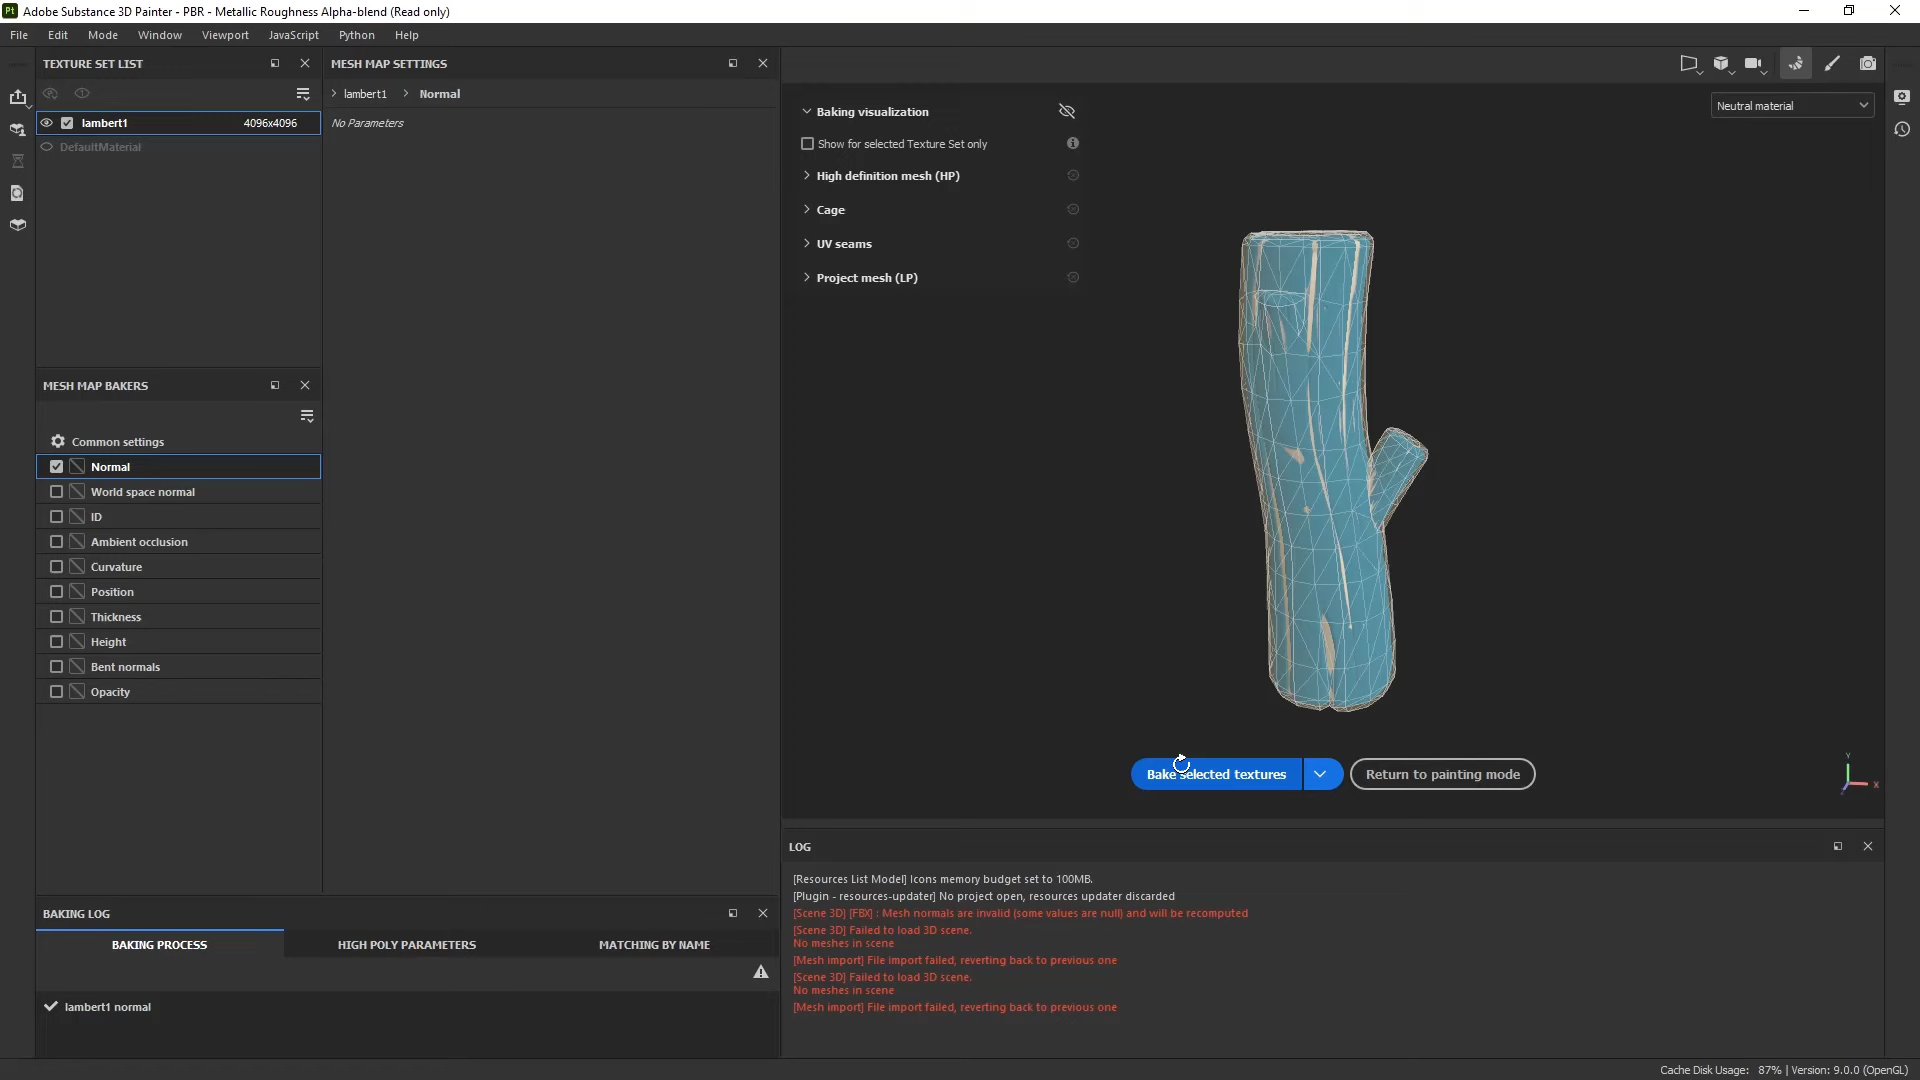 Pt Adobe Substance 3D Painter - PBR - Metallic Roughness Alpha-blend (Read only)
File Edit Mode Window Viewport JavaScript Python Help
TEXTURE SET LIST
lambert1 4096x4096
DefaultMaterial
MESH MAP SETTINGS
lambert1 Normal
No Parameters
Baking visualization
Show for selected Texture Set only
High definition mesh (HP)
Cage
UV seams
Project mesh (LP)
Neutral material
MESH MAP BAKERS
Common settings
Normal
World space normal
ID
Ambient occlusion
Curvature
Position
Thickness
Height
Bent normals
Opacity
Bake selected textures
Return to painting mode
Y
X
BAKING LOG
BAKING PROCESS HIGH POLY PARAMETERS MATCHING BY NAME
lambert1 normal
LOG
[Resources List Model] Icons memory budget set to 100MB.
[Plugin - resources-updater] No project open, resources updater discarded
[Scene 3D] [FBX] : Mesh normals are invalid (some values are null) and will be recomputed
[Scene 3D] Failed to load 3D scene.
No meshes in scene
[Mesh import] File import failed, reverting back to previous one
[Scene 3D] Failed to load 3D scene.
No meshes in scene
[Mesh import] File import failed, reverting back to previous one
Cache Disk Usage: 87% | Version: 9.0.0 (OpenGL)